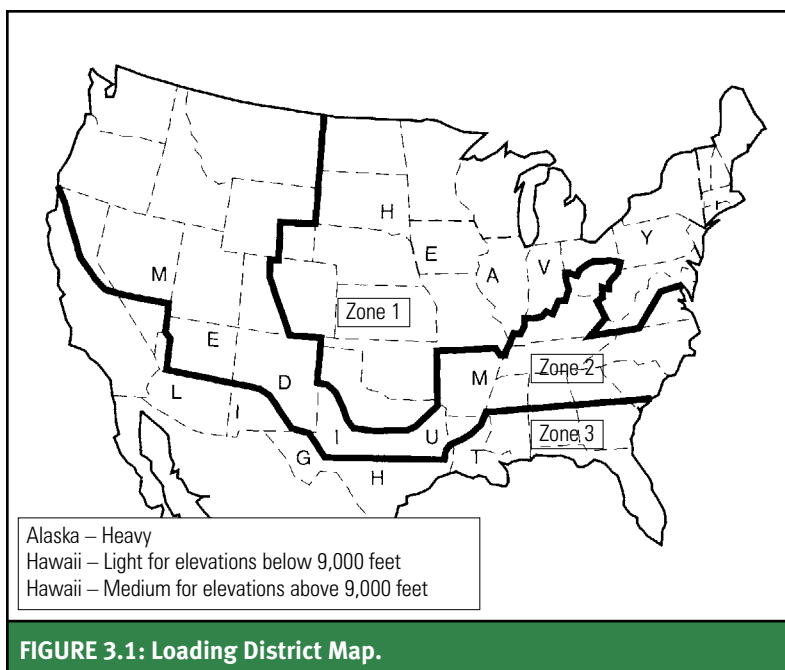 H
E
A
V
Y
Zone 1
M
E
D
I
U
M
Zone 2
L
I
G
H
T
Zone 3
Alaska – Heavy
Hawaii – Light for elevations below 9,000 feet
Hawaii – Medium for elevations above 9,000 feet
FIGURE 3.1: Loading District Map.